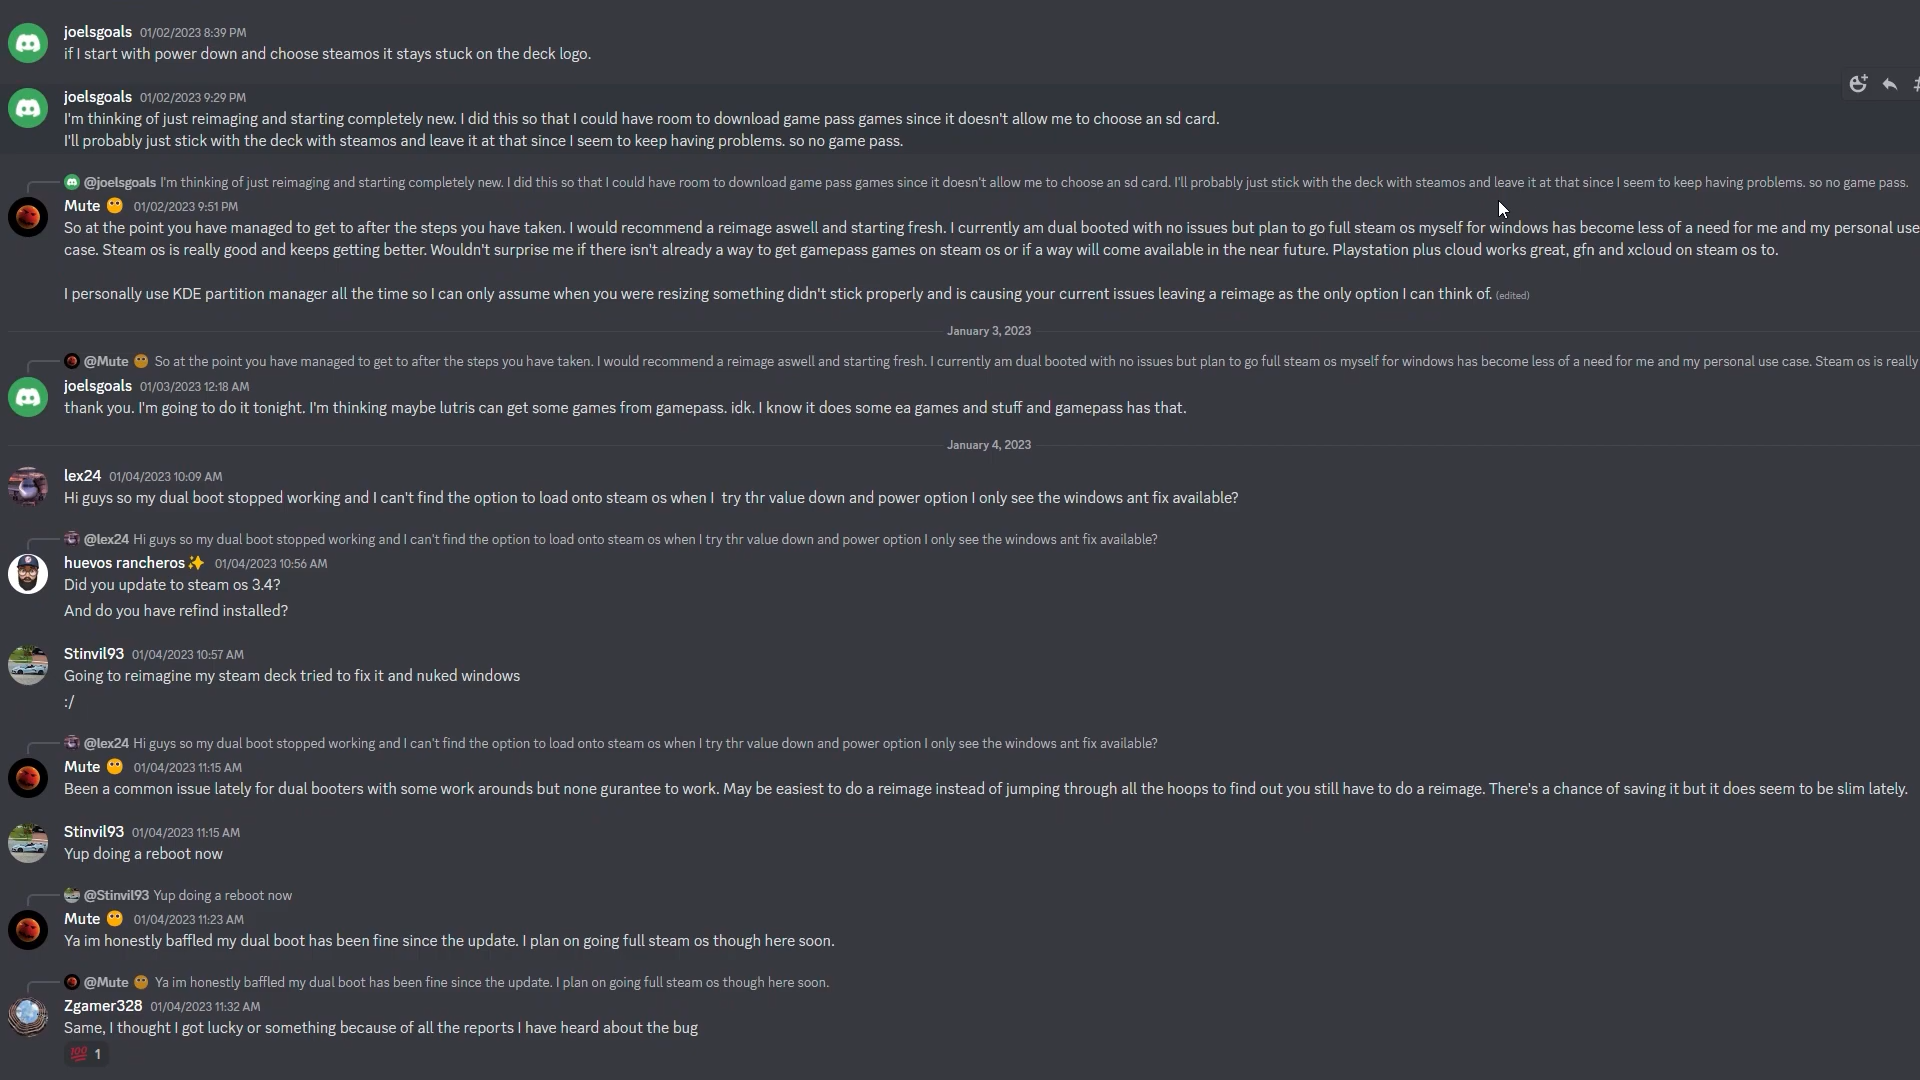 joelsgoals 01/02/2023 8:39 PM
if I start with power down and choose steamos it stays stuck on the deck logo.
joelsgoals 01/02/2023 9:29 PM
I'm thinking of just reimaging and starting completely new. I did this so that I could have room to download game pass games since it doesn't allow me to choose an sd card.
I'll probably just stick with the deck with steamos and leave it at that since I seem to keep having problems. so no game pass.
@joelsgoals I'm thinking of just reimaging and starting completely new. I did this so that I could have room to download game pass games since it doesn't allow me to choose an sd card. I'll probably just stick with the deck with steamos and leave it at that since I seem to keep having problems. so no game pass.
Mute 01/02/2023 9:51 PM
So at the point you have managed to get to after the steps you have taken. I would recommend a reimage aswell and starting fresh. I currently am dual booted with no issues but plan to go full steam os myself for windows has become less of a need for me and my personal use
case. Steam os is really good and keeps getting better. Wouldn't surprise me if there isn't already a way to get gamepass games on steam os or if a way will come available in the near future. Playstation plus cloud works great, gfn and xcloud on steam os to.
I personally use KDE partition manager all the time so I can only assume when you were resizing something didn't stick properly and is causing your current issues leaving a reimage as the only option I can think of. (edited)
January 3, 2023
@Mute So at the point you have managed to get to after the steps you have taken. I would recommend a reimage aswell and starting fresh. I currently am dual booted with no issues but plan to go full steam os myself for windows has become less of a need for me and my personal use case. Steam os is really
joelsgoals 01/03/2023 12:18 AM
thank you. I'm going to do it tonight. I'm thinking maybe lutris can get some games from gamepass. idk. I know it does some ea games and stuff and gamepass has that.
January 4, 2023
lex24 01/04/2023 10:09 AM
Hi guys so my dual boot stopped working and I can't find the option to load onto steam os when I try thr value down and power option I only see the windows ant fix available?
@lex24 Hi guys so my dual boot stopped working and I can't find the option to load onto steam os when I try thr value down and power option I only see the windows ant fix available?
huevos rancheros✨ 01/04/2023 10:56 AM
Did you update to steam os 3.4?
And do you have refind installed?
Stinvil93 01/04/2023 10:57 AM
Going to reimagine my steam deck tried to fix it and nuked windows
:/
@lex24 Hi guys so my dual boot stopped working and I can't find the option to load onto steam os when I try thr value down and power option I only see the windows ant fix available?
Mute 01/04/2023 11:15 AM
Been a common issue lately for dual booters with some work arounds but none gurantee to work. May be easiest to do a reimage instead of jumping through all the hoops to find out you still have to do a reimage. There's a chance of saving it but it does seem to be slim lately.
Stinvil93 01/04/2023 11:15 AM
Yup doing a reboot now
@Stinvil93 Yup doing a reboot now
Mute 01/04/2023 11:23 AM
Ya im honestly baffled my dual boot has been fine since the update. I plan on going full steam os though here soon.
@Mute Ya im honestly baffled my dual boot has been fine since the update. I plan on going full steam os though here soon.
Zgamer328 01/04/2023 11:32 AM
Same, I thought I got lucky or something because of all the reports I have heard about the bug
💯 1